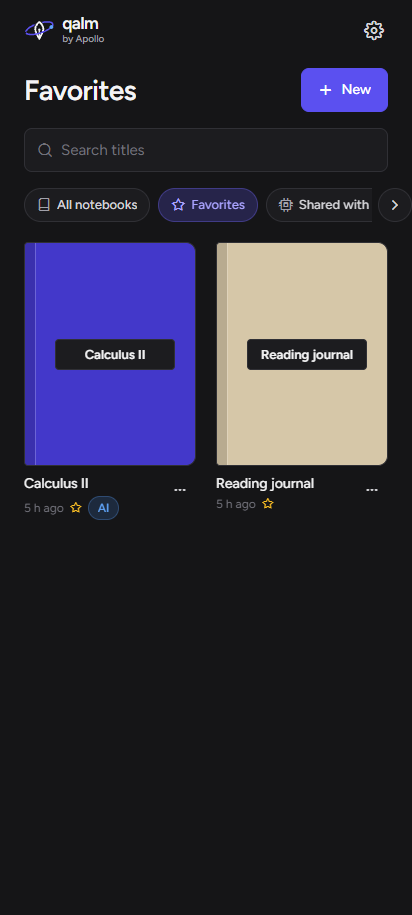 qalm
by Apollo
Favorites
+ New
Search titles
All notebooks
Favorites
Shared with
Calculus II
Reading journal
Calculus II
...
5 h ago
AI
Reading journal
...
5 h ago